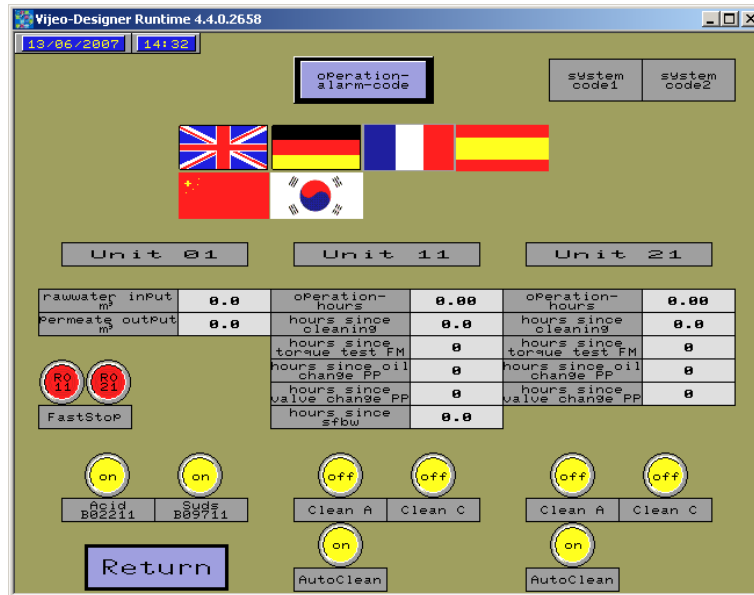 Vijeo-Designer Runtime 4.4.0.2658
13/06/2007 14:32
operation-
alarm-code
system
code1
system
code2
Unit 01
Unit 11
Unit 21
rawwater input
m³
0.0
operation-
hours
0.00
operation-
hours
0.00
permeate output
m³
0.0
hours since
cleaning
0.0
hours since
cleaning
0.0
hours since
torque test FM
0
hours since
torque test FM
0
hours since oil
change PP
0
hours since oil
change PP
0
hours since
valve change PP
0
hours since
valve change PP
0
hours since
sfbw
0.0
RO
11
RO
21
FastStop
on
on
off
off
off
off
Acid
B02211
Suds
B09711
Clean A
Clean C
Clean A
Clean C
on
on
Return
AutoClean
AutoClean